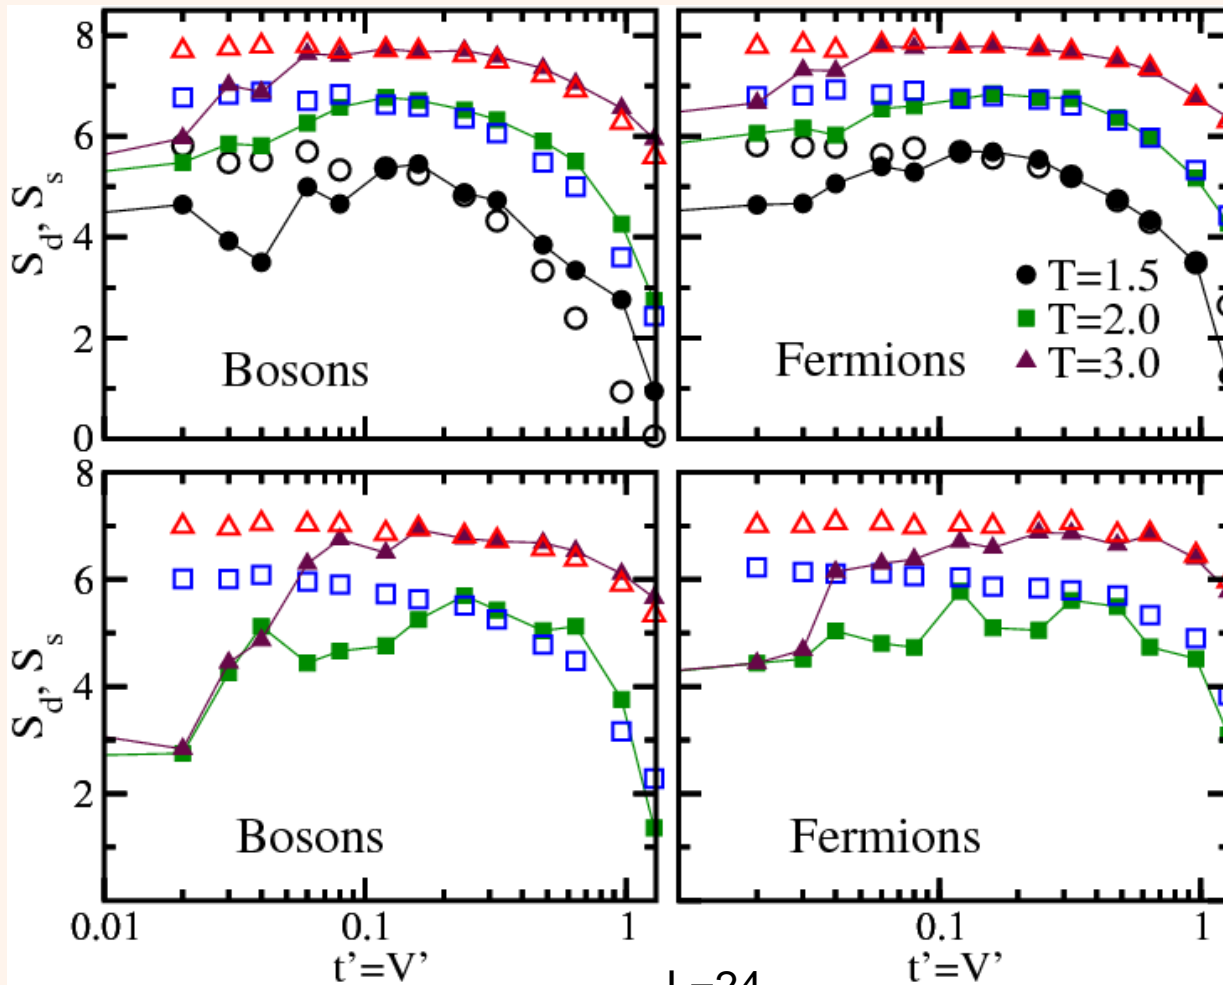 8
6
4
2
0
S_d, S_s
Bosons
Fermions
T=1.5
T=2.0
T=3.0
8
6
4
2
S_d, S_s
Bosons
Fermions
0.01 0.1 1
0.1 1
t'=V'
t'=V'
L=24